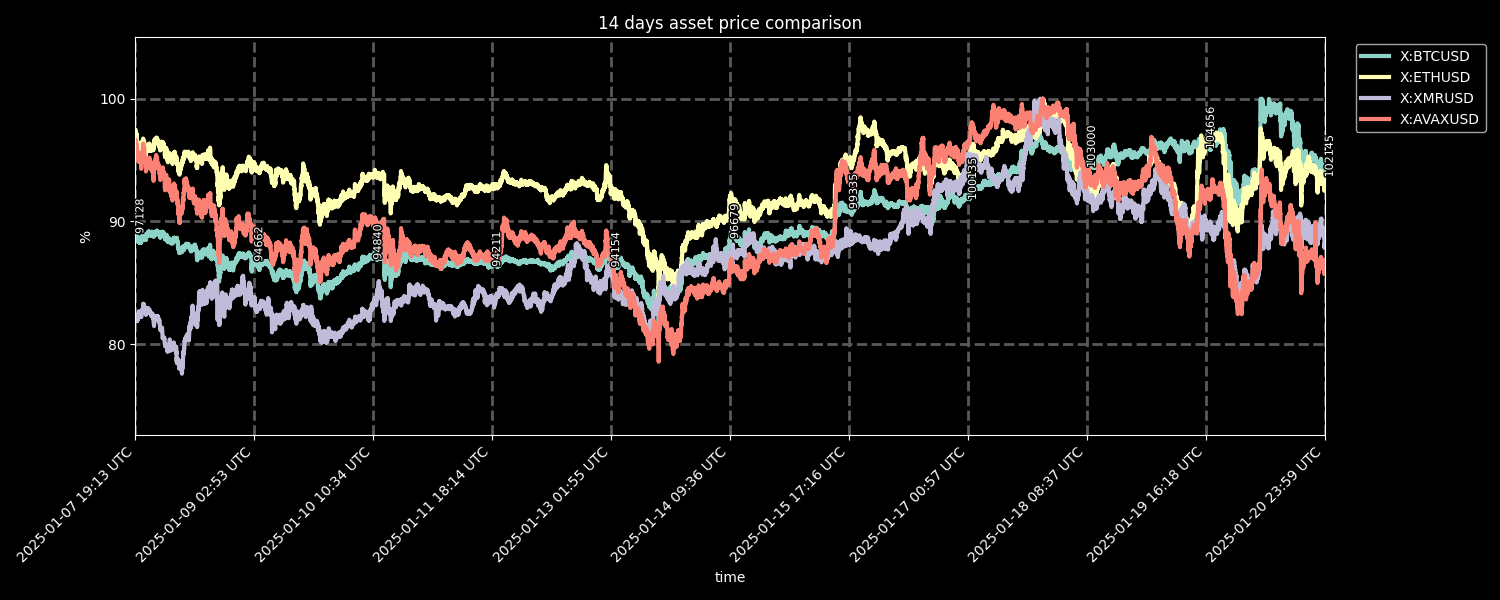 14 days asset price comparison
X:BTCUSD
X:ETHUSD
X:XMRUSD
X:AVAXUSD
100
90
80
%
97128
94662
94840
94211
94154
96679
99335
100135
103000
104656
102145
2025-01-07 19:13 UTC
2025-01-09 02:53 UTC
2025-01-10 10:34 UTC
2025-01-11 18:14 UTC
2025-01-13 01:55 UTC
2025-01-14 09:36 UTC
2025-01-15 17:16 UTC
2025-01-17 00:57 UTC
2025-01-18 08:37 UTC
2025-01-19 16:18 UTC
2025-01-20 23:59 UTC
time